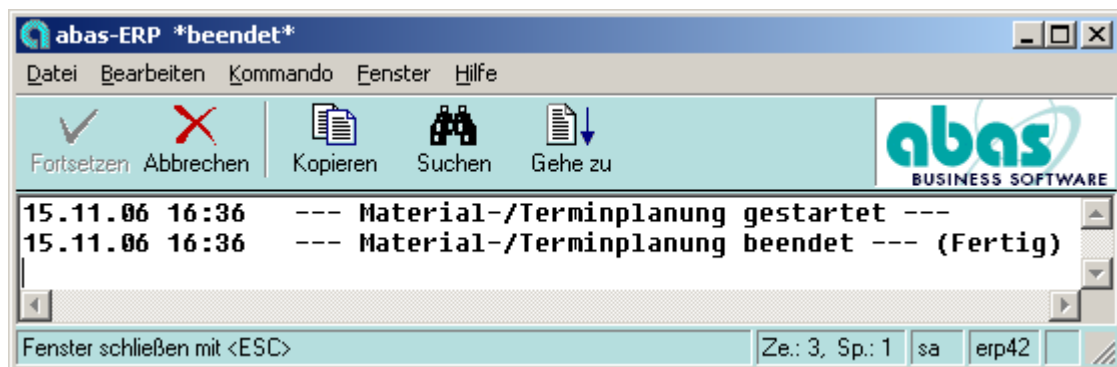 abas-ERP *beendet*
Datei Bearbeiten Kommando Fenster Hilfe
Fortsetzen Abbrechen Kopieren Suchen Gehe zu
abas
BUSINESS SOFTWARE
15.11.06 16:36 --- Material-/Terminplanung gestartet ---
15.11.06 16:36 --- Material-/Terminplanung beendet --- (Fertig)
Fenster schließen mit <ESC> Ze.: 3, Sp.: 1 sa erp42